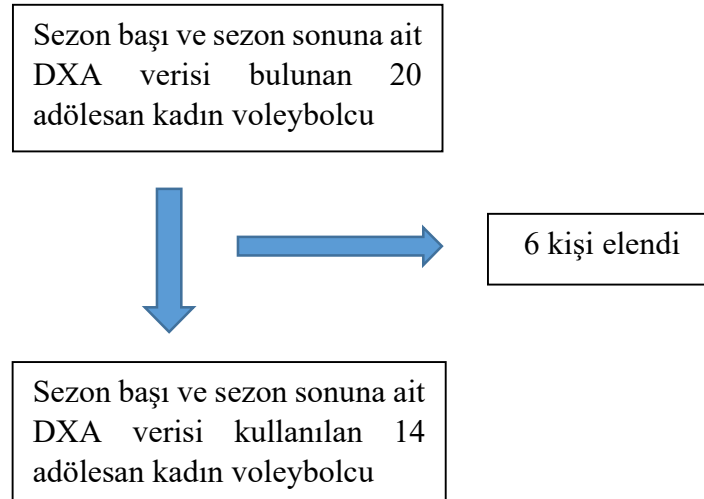 Sezon başı ve sezon sonuna ait
DXA verisi bulunan 20
adölesan kadın voleybolcu
6 kişi elendi
Sezon başı ve sezon sonuna ait
DXA verisi kullanılan 14
adölesan kadın voleybolcu